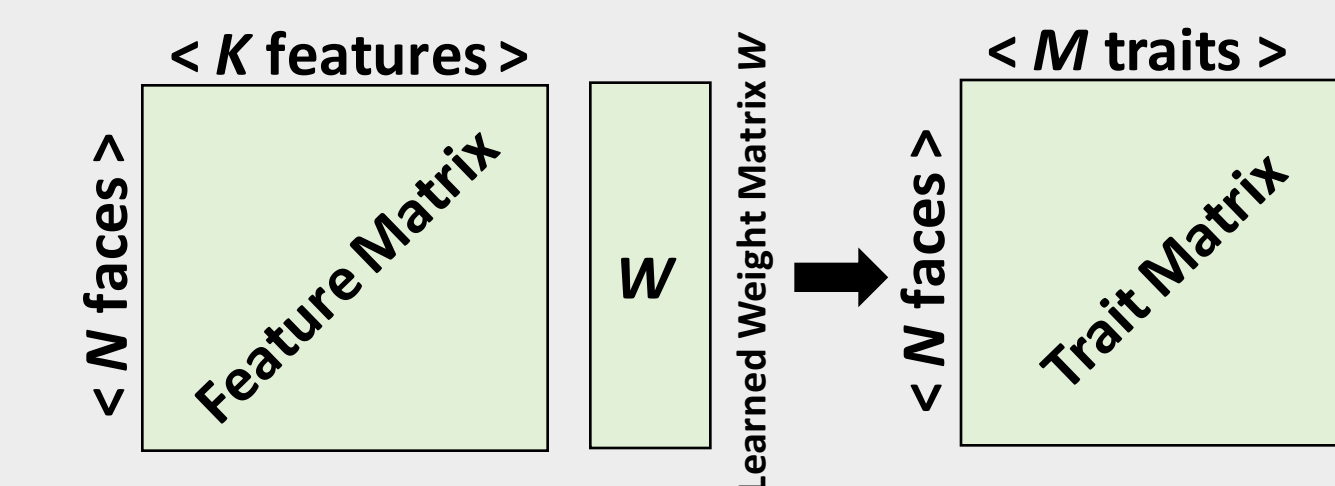 < K features >
< N faces >
Feature Matrix
W
Learned Weight Matrix W
< M traits >
< N faces >
Trait Matrix